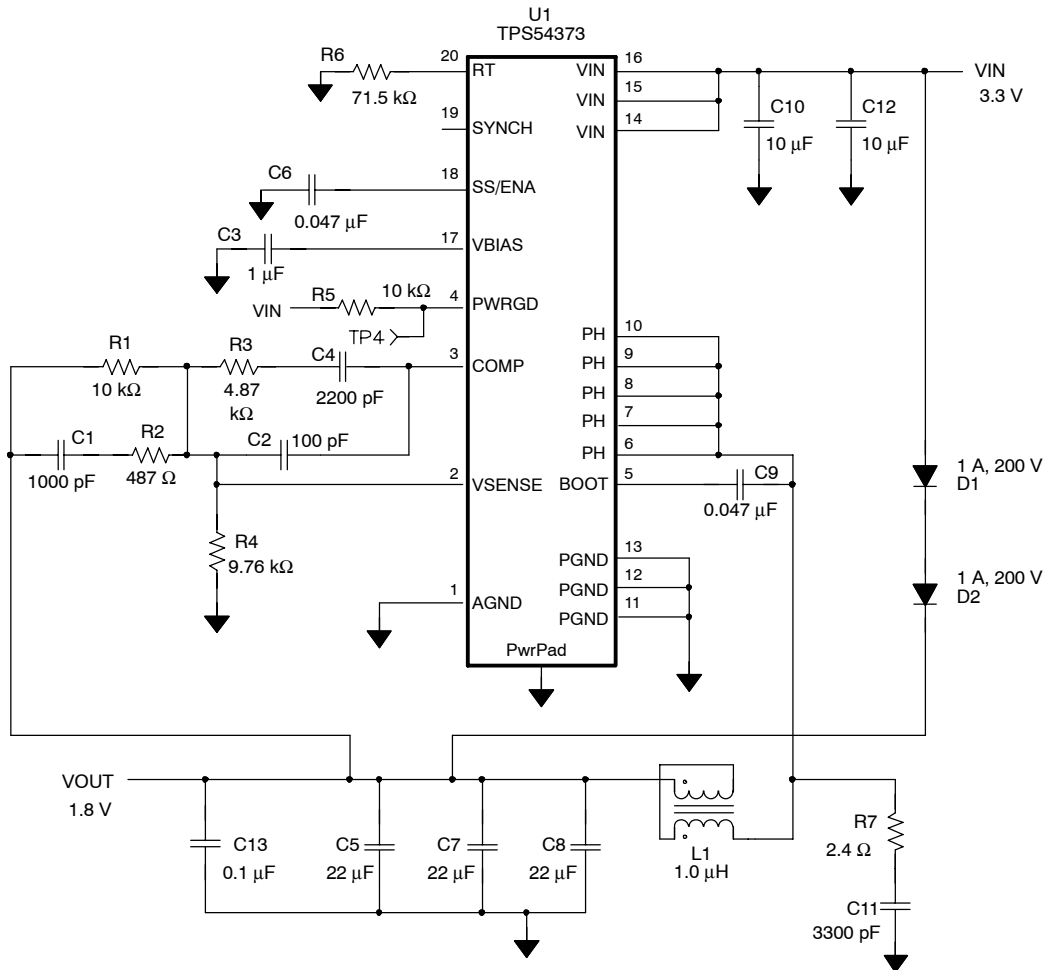 U1
TPS54373
R6
71.5 kΩ
20
RT
19
SYNCH
C6
0.047 μF
18
SS/ENA
C3
1 μF
17
VBIAS
VIN
R5
10 kΩ
TP4
4
PWRGD
R1
10 kΩ
R3
4.87
kΩ
C4
2200 pF
3
COMP
C1
1000 pF
R2
487 Ω
C2
100 pF
2
VSENSE
R4
9.76 kΩ
1
AGND
PwrPad
VIN
16
VIN
15
VIN
14
VIN
3.3 V
C10
10 μF
C12
10 μF
PH
10
PH
9
PH
8
PH
7
PH
6
BOOT
5
C9
0.047 μF
PGND
13
PGND
12
PGND
11
1 A, 200 V
D1
1 A, 200 V
D2
VOUT
1.8 V
C13
0.1 μF
C5
22 μF
C7
22 μF
C8
22 μF
L1
1.0 μH
R7
2.4 Ω
C11
3300 pF